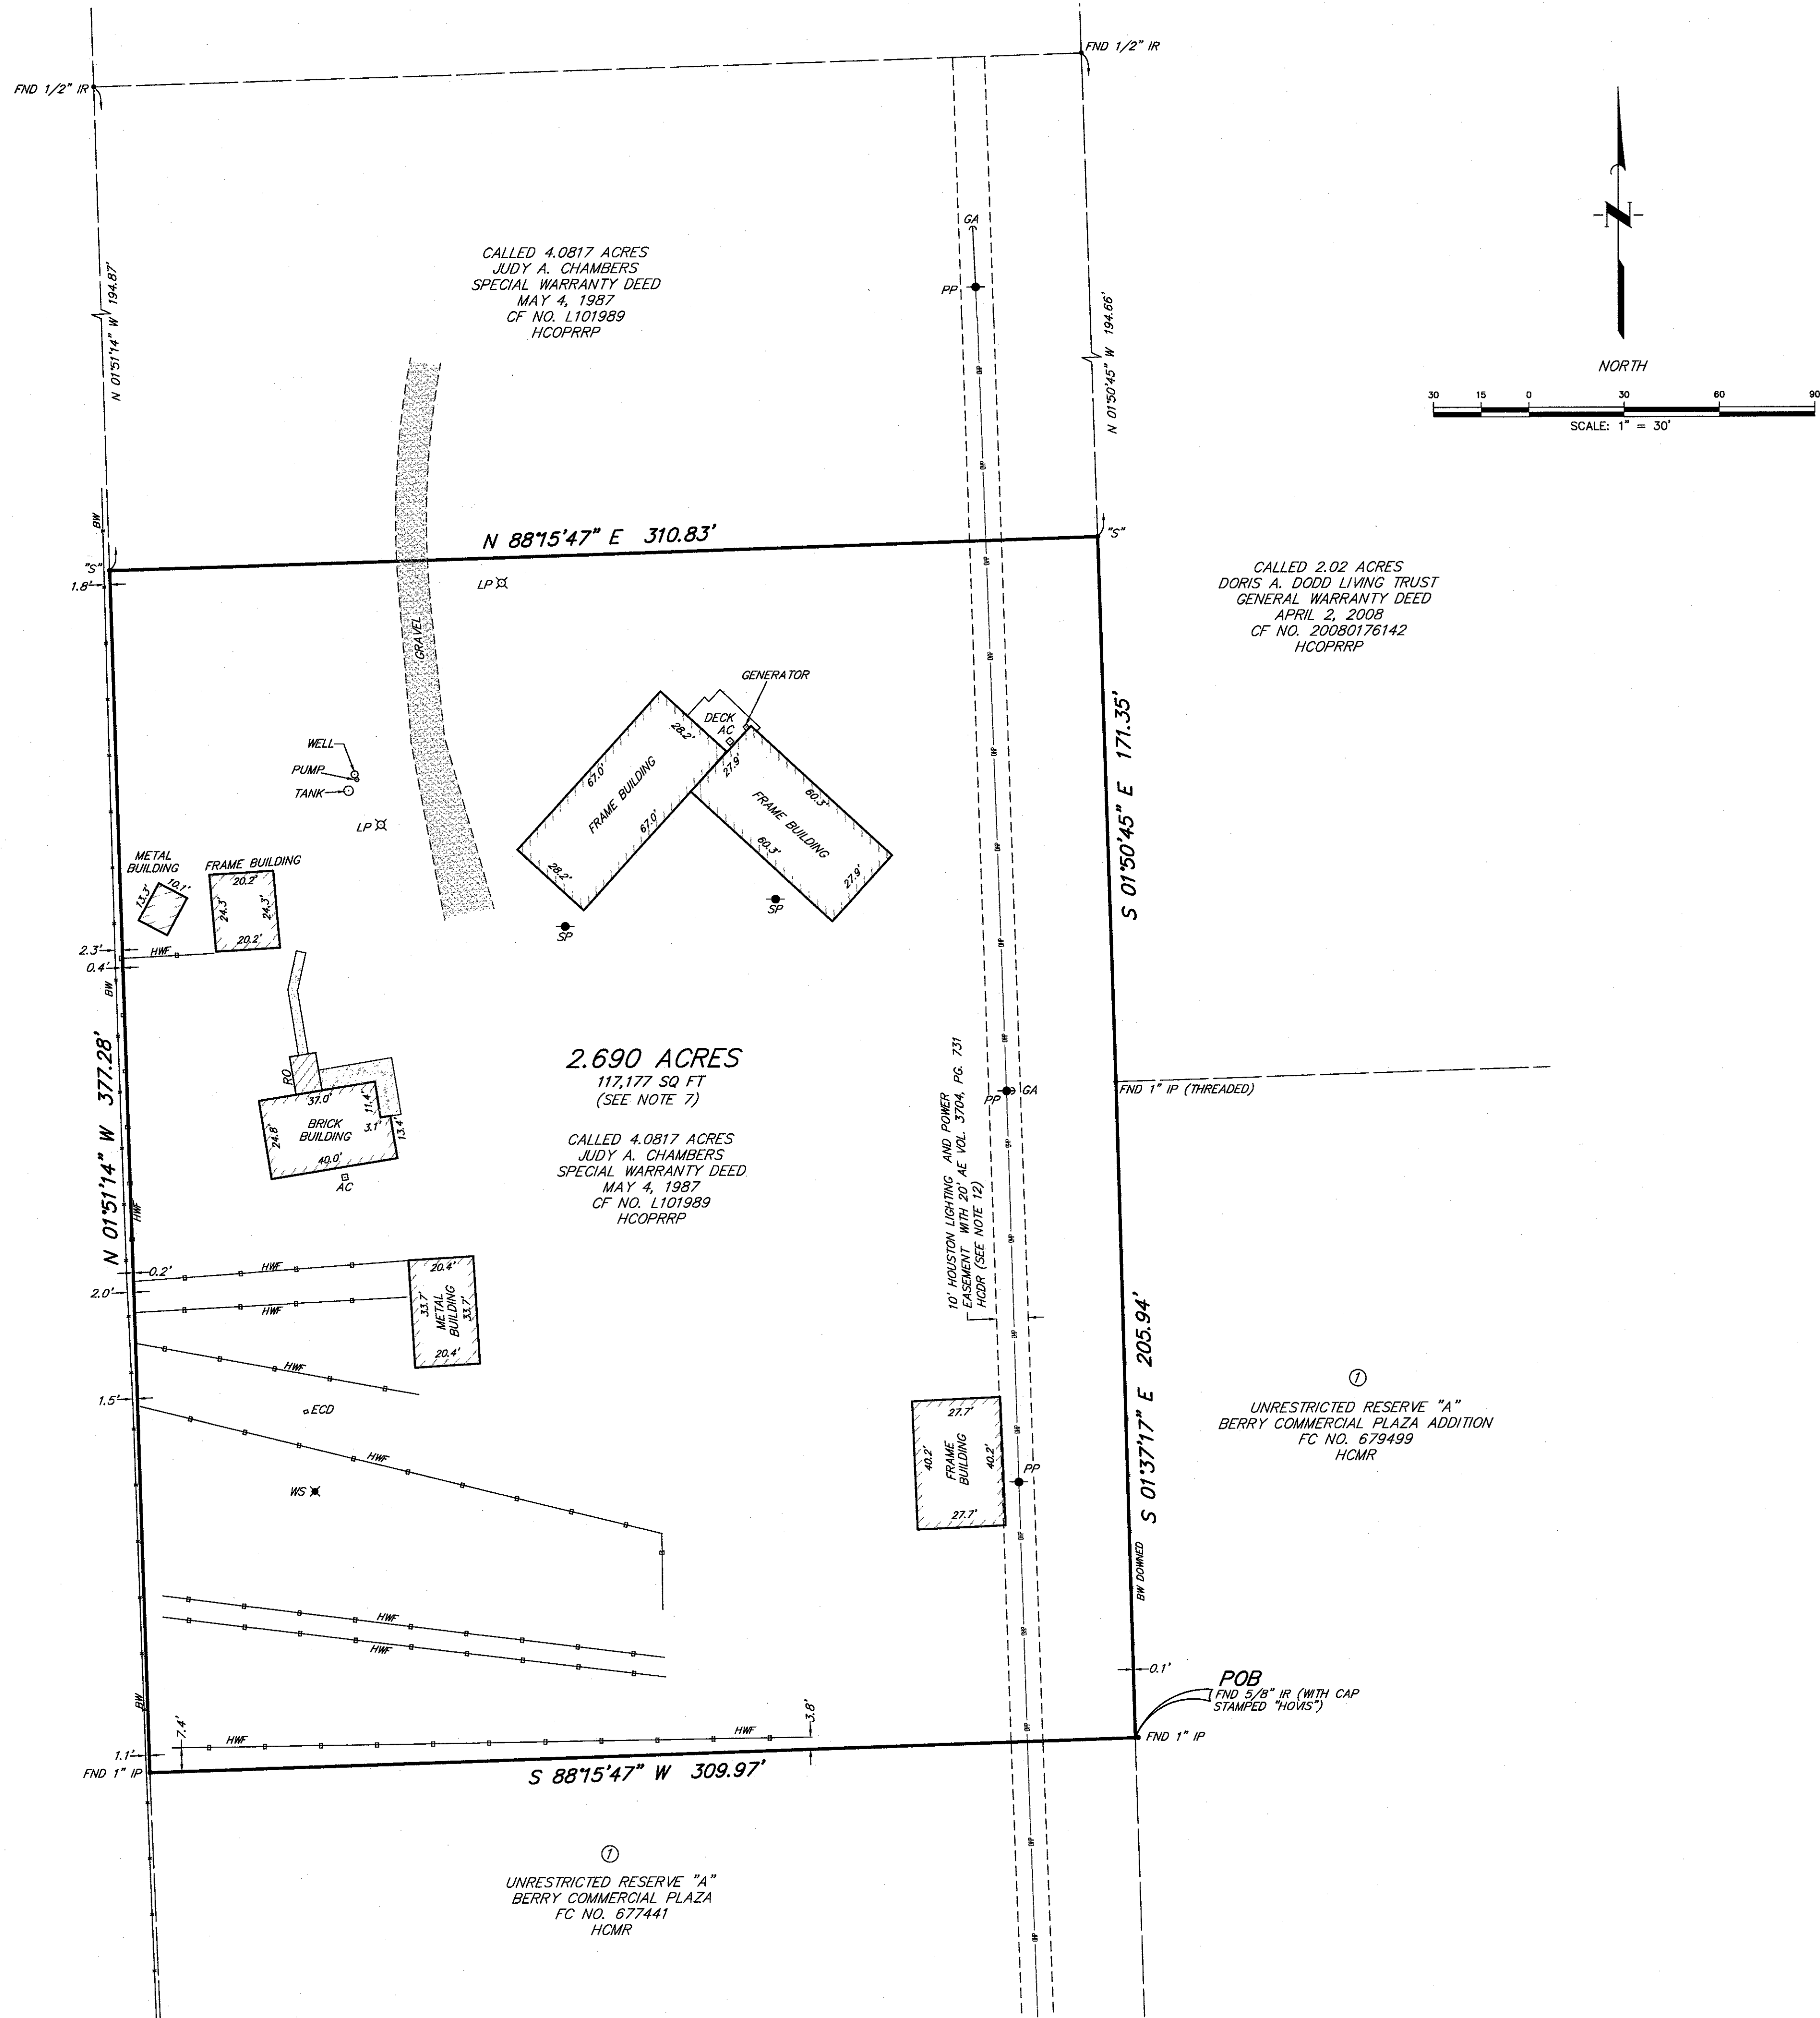 FND 1/2" IR
FND 1/2" IR
N 01°51'14" W 194.87'
CALLED 4.0817 ACRES
JUDY A. CHAMBERS
SPECIAL WARRANTY DEED
MAY 4, 1987
CF NO. L101989
HCOPRRP
GA
PP
N 01°50'45" W 194.66'
N
NORTH
30 15 0 30 60 90
SCALE: 1" = 30'
BW
"S"
1.8'
N 88°15'47" E 310.83'
"S"
LP
GRAVEL
CALLED 2.02 ACRES
DORIS A. DODD LIVING TRUST
GENERAL WARRANTY DEED
APRIL 2, 2008
CF NO. 20080176142
HCOPRRP
GENERATOR
DECK
AC
28.2'
67.0'
FRAME BUILDING
67.0'
28.2'
27.9'
60.3'
FRAME BUILDING
60.3'
27.9'
SP
SP
S 01°50'45" E 171.35'
WELL
PUMP
TANK
LP
METAL
BUILDING
13.3'
10.1'
FRAME BUILDING
20.2'
24.3'
24.3'
20.2'
2.3'
HWF
0.4'
BW
N 01°51'14" W 377.28'
RO
37.0'
11.4'
3.1'
13.4'
24.8'
BRICK
BUILDING
40.0'
AC
2.690 ACRES
117,177 SQ FT
(SEE NOTE 7)
CALLED 4.0817 ACRES
JUDY A. CHAMBERS
SPECIAL WARRANTY DEED
MAY 4, 1987
CF NO. L101989
HCOPRRP
10' HOUSTON LIGHTING AND POWER
EASEMENT WITH 20' AE VOL. 3704, PG. 731
HCDR (SEE NOTE 12)
PP
GA
FND 1" IP (THREADED)
HWF
0.2'
HWF
2.0'
HWF
20.4'
33.7'
METAL
BUILDING
33.7'
20.4'
HWF
1.5'
ECD
HWF
WS
27.7'
40.2'
FRAME
BUILDING
40.2'
27.7'
PP
S 01°37'17" E 205.94'
1
UNRESTRICTED RESERVE "A"
BERRY COMMERCIAL PLAZA ADDITION
FC NO. 679499
HCMR
BW DOWNED
HWF
HWF
0.1'
POB
FND 5/8" IR (WITH CAP
STAMPED "HOVIS")
FND 1" IP
BW
7.4'
HWF
HWF
3.8'
1.1'
FND 1" IP
S 88°15'47" W 309.97'
1
UNRESTRICTED RESERVE "A"
BERRY COMMERCIAL PLAZA
FC NO. 677441
HCMR